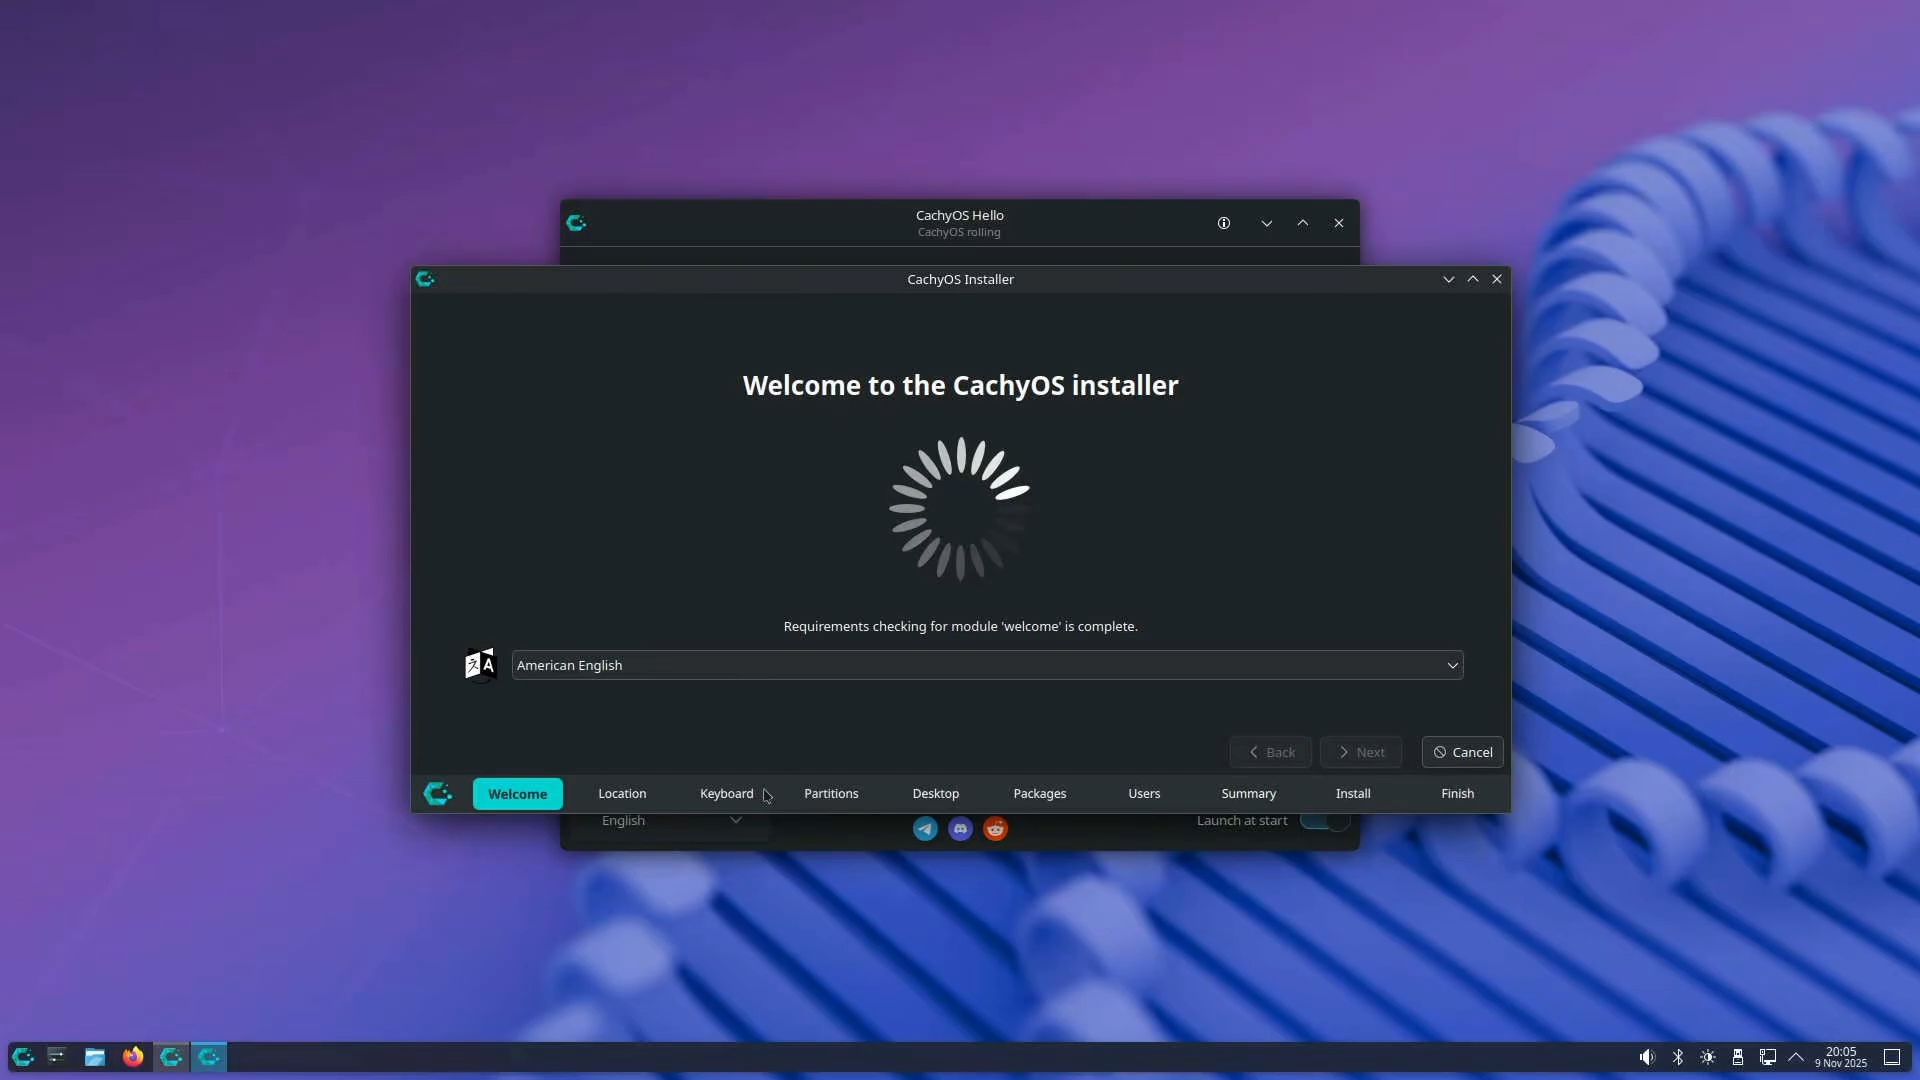 CachyOS Hello
CachyOS rolling
CachyOS Installer
Welcome to the CachyOS installer
Requirements checking for module 'welcome' is complete.
American English
Back
Next
Cancel
Welcome
Location
Keyboard
Partitions
Desktop
Packages
Users
Summary
Install
Finish
English
Launch at start
20:05
9 Nov 2025